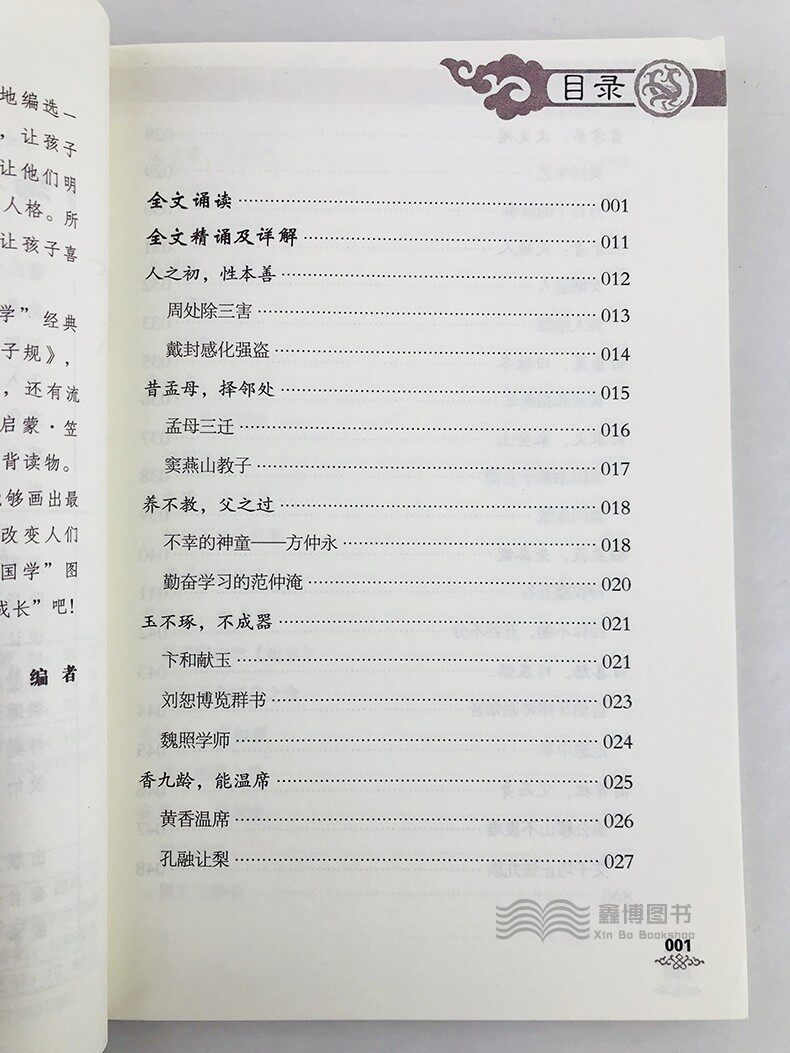 地编选一
，让孩子
让他们明
人格。所
让孩子喜
学”经典
子规》，
，还有流
启蒙·笠
背读物。
够画出最
改变人们
国学”图
成长”吧！
编者
目录
全文诵读 001
全文精诵及详解 011
人之初，性本善 012
周处除三害 013
戴封感化强盗 014
昔孟母，择邻处 015
孟母三迁 016
窦燕山教子 017
养不教，父之过 018
不幸的神童——方仲永 018
勤奋学习的范仲淹 020
玉不琢，不成器 021
卞和献玉 021
刘恕博览群书 023
魏照学师 024
香九龄，能温席 025
黄香温席 026
孔融让梨 027
鑫博图书
Xin Bo Bookshop
001